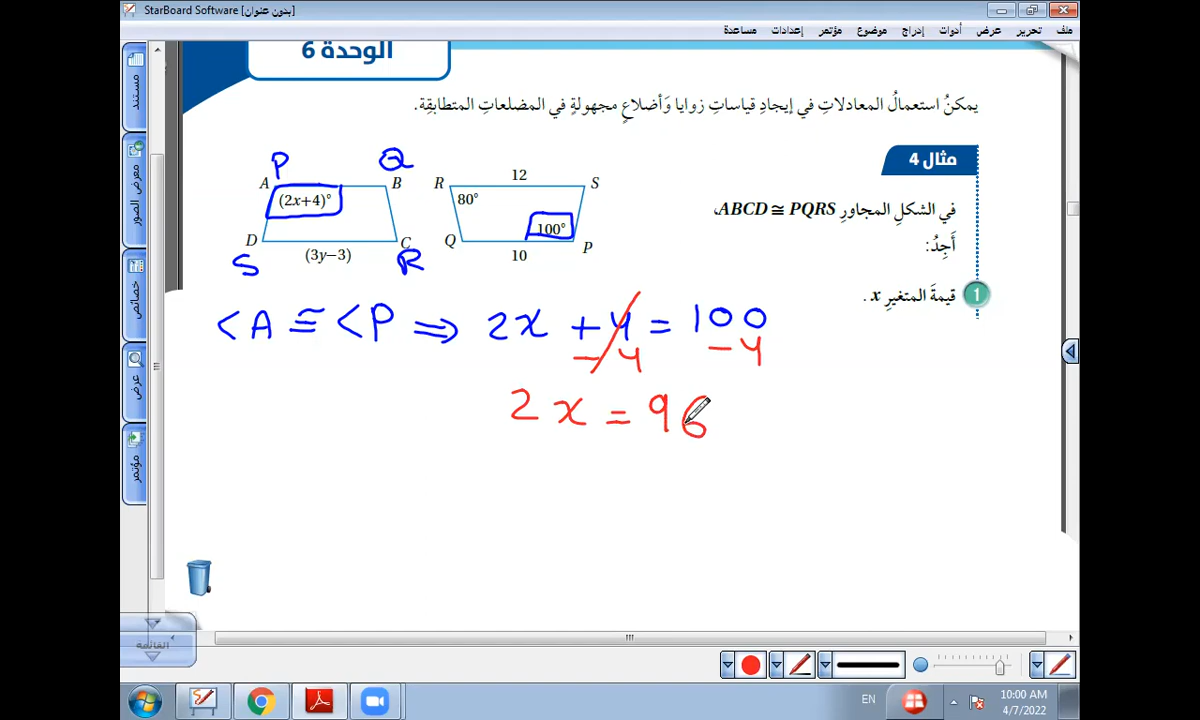 StarBoard Software [بدون عنوان]
ملف تحرير عرض أدوات إدراج موضوع مؤتمر إعدادات مساعدة
الوحدة 6
يمكنُ استعمالُ المعادلاتِ في إيجادِ قياساتِ زوايا وَأضلاعٍ مجهولةٍ في المضلعاتِ المتطابقةِ.
مثال 4
في الشكلِ المجاورِ ABCD ≅ PQRS،
أَجِدُ:
1 قيمةَ المتغيرِ x .
P Q
A B R 12 S
(2x+4)° 80°
100°
D C Q P
S (3y−3) R 10
<A ≅ <P ⇒ 2x + 4 = 100
− 4 − 4
2x = 96
مستند
معرض الصور
خصائص
عرض
مؤتمر
القائمة
EN
10:00 AM
4/7/2022